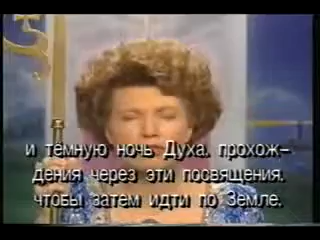 и тёмную ночь Духа, прохож-
дения через эти посвящения,
чтобы затем идти по Земле.